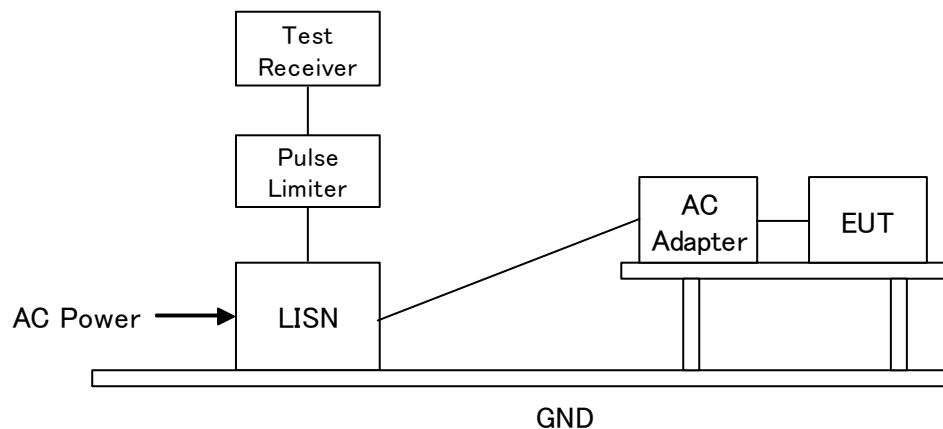 Test
Receiver
Pulse
Limiter
AC
Adapter
EUT
AC Power
LISN
GND